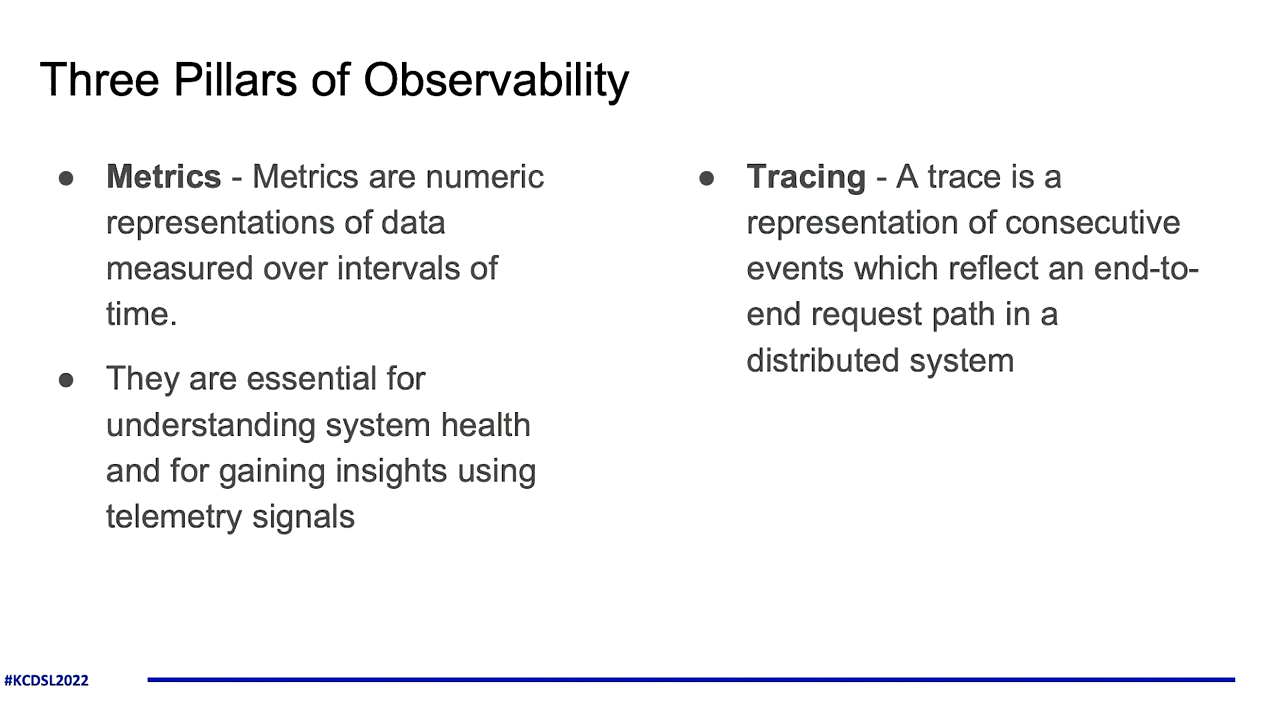 Three Pillars of Observability
● Metrics - Metrics are numeric
representations of data
measured over intervals of
time.
● They are essential for
understanding system health
and for gaining insights using
telemetry signals
● Tracing - A trace is a
representation of consecutive
events which reflect an end-to-
end request path in a
distributed system
#KCDSL2022